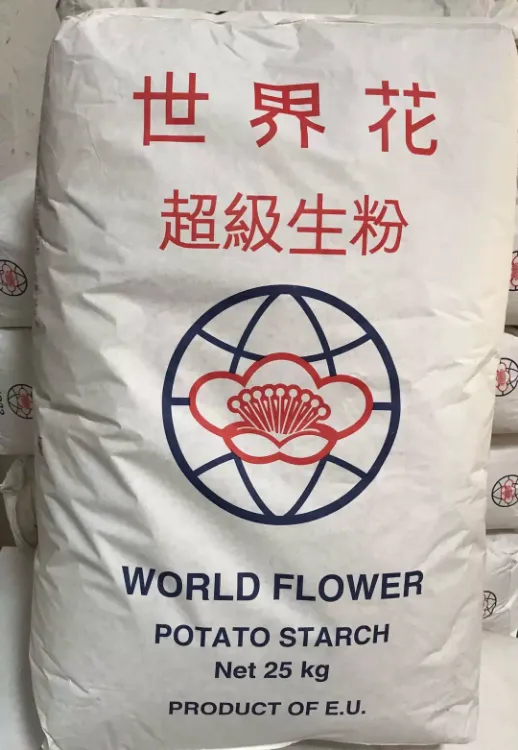 世界花
超級生粉
WORLD FLOWER
POTATO STARCH
Net 25 kg
PRODUCT OF E.U.